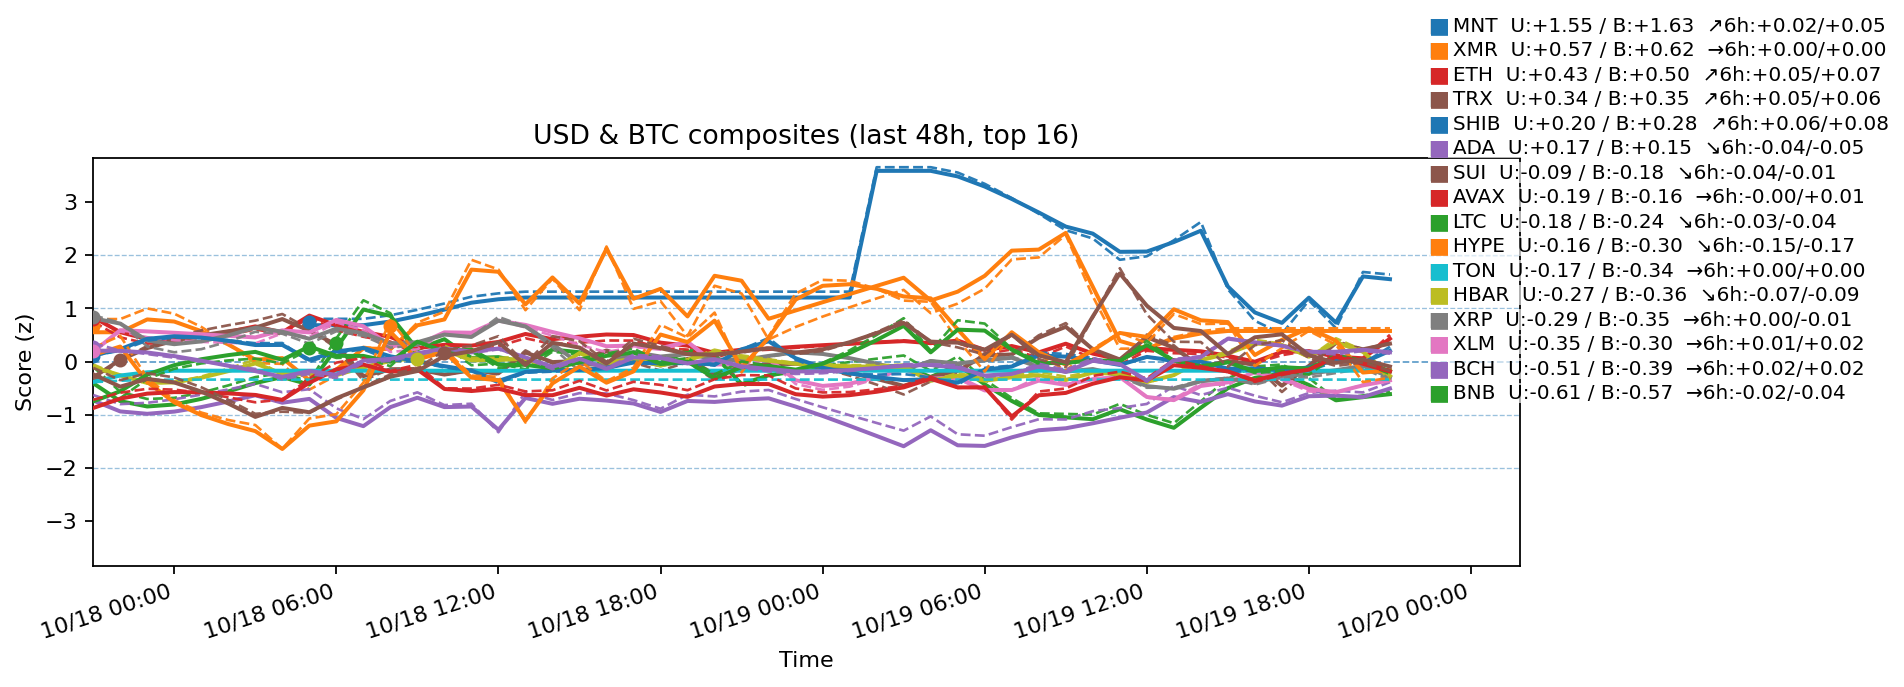 MNT U:+1.55 / B:+1.63 ↗6h:+0.02/+0.05
XMR U:+0.57 / B:+0.62 →6h:+0.00/+0.00
ETH U:+0.43 / B:+0.50 ↗6h:+0.05/+0.07
TRX U:+0.34 / B:+0.35 ↗6h:+0.05/+0.06
SHIB U:+0.20 / B:+0.28 ↗6h:+0.06/+0.08
ADA U:+0.17 / B:+0.15 ↘6h:-0.04/-0.05
SUI U:-0.09 / B:-0.18 ↘6h:-0.04/-0.01
AVAX U:-0.19 / B:-0.16 →6h:-0.00/+0.01
LTC U:-0.18 / B:-0.24 ↘6h:-0.03/-0.04
HYPE U:-0.16 / B:-0.30 ↘6h:-0.15/-0.17
TON U:-0.17 / B:-0.34 →6h:+0.00/+0.00
HBAR U:-0.27 / B:-0.36 ↘6h:-0.07/-0.09
XRP U:-0.29 / B:-0.35 →6h:+0.00/-0.01
XLM U:-0.35 / B:-0.30 →6h:+0.01/+0.02
BCH U:-0.51 / B:-0.39 →6h:+0.02/+0.02
BNB U:-0.61 / B:-0.57 →6h:-0.02/-0.04
USD & BTC composites (last 48h, top 16)
Score (z)
3
2
1
0
−1
−2
−3
10/18 00:00
10/18 06:00
10/18 12:00
10/18 18:00
10/19 00:00
10/19 06:00
10/19 12:00
10/19 18:00
10/20 00:00
Time